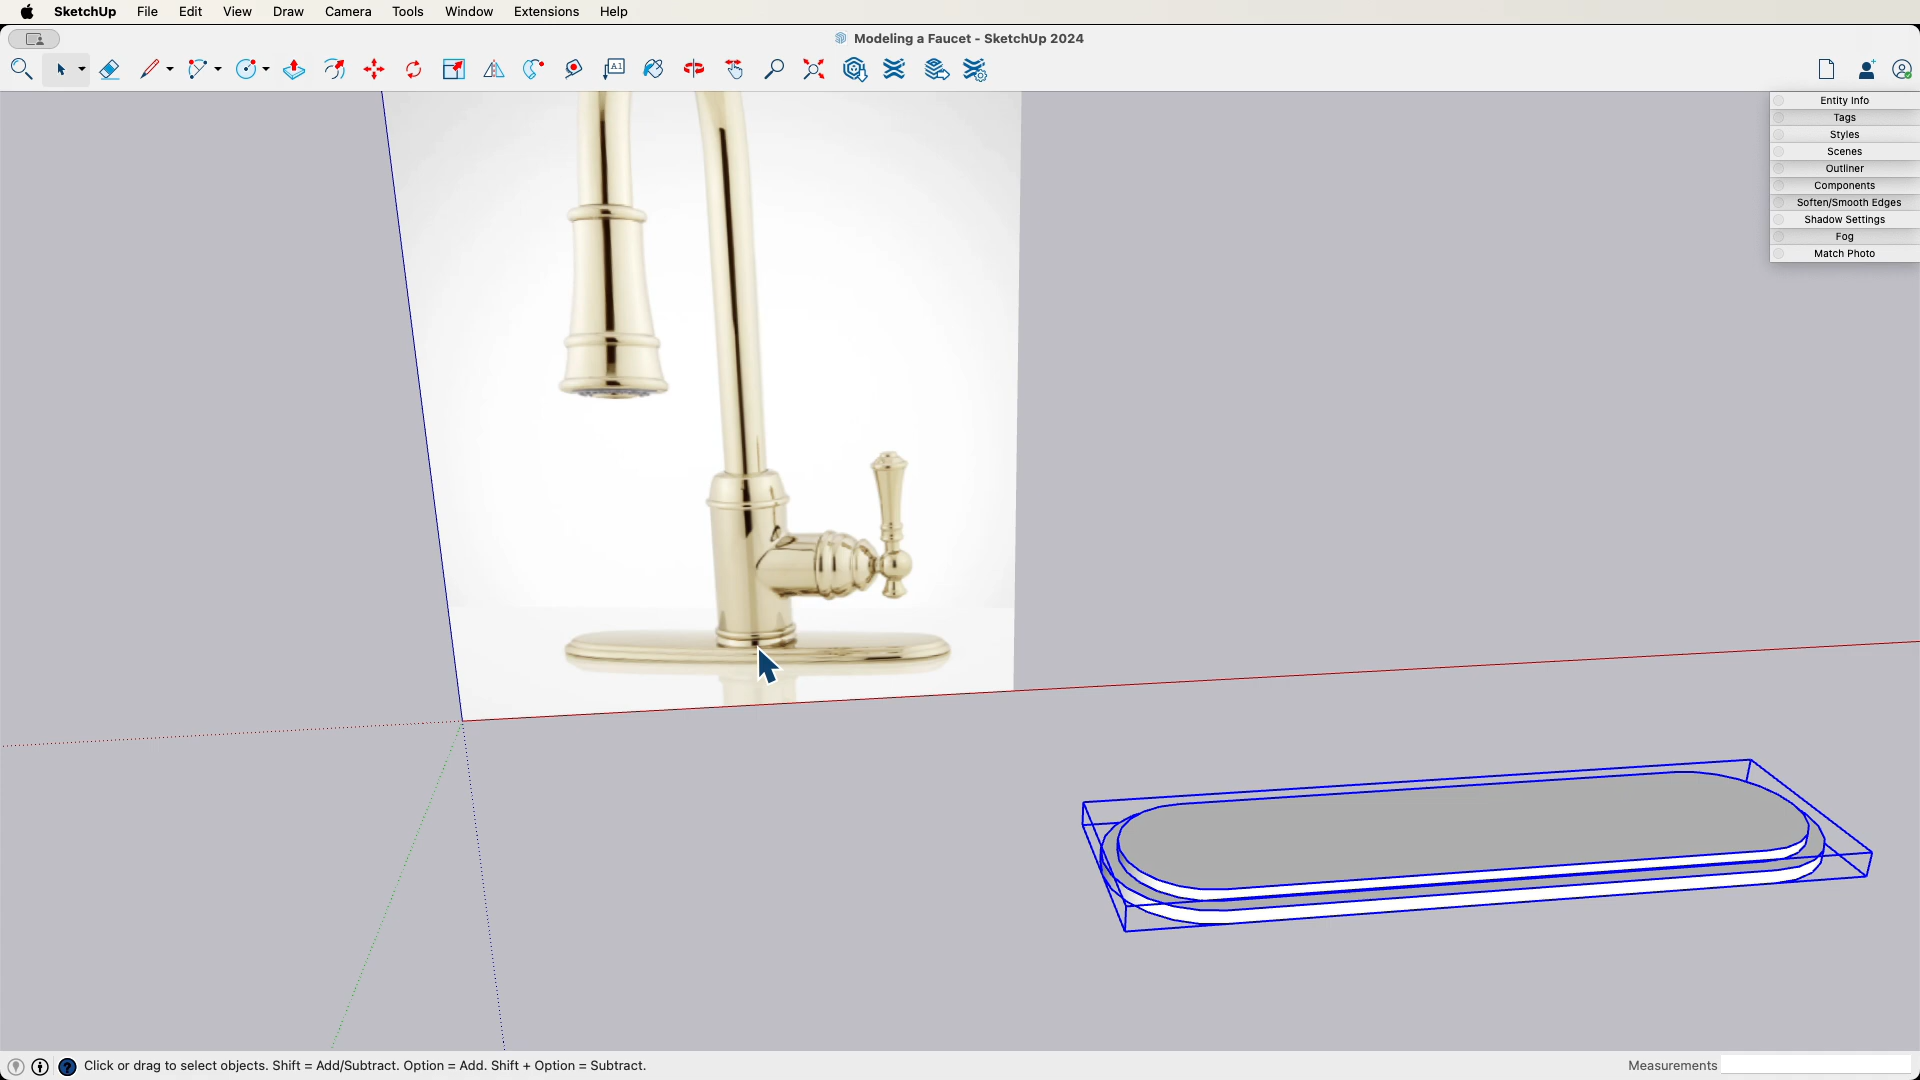 SketchUp File Edit View Draw Camera Tools Window Extensions Help
Modeling a Faucet - SketchUp 2024
A1
Entity Info
Tags
Styles
Scenes
Outliner
Components
Soften/Smooth Edges
Shadow Settings
Fog
Match Photo
Click or drag to select objects. Shift = Add/Subtract. Option = Add. Shift + Option = Subtract.
Measurements